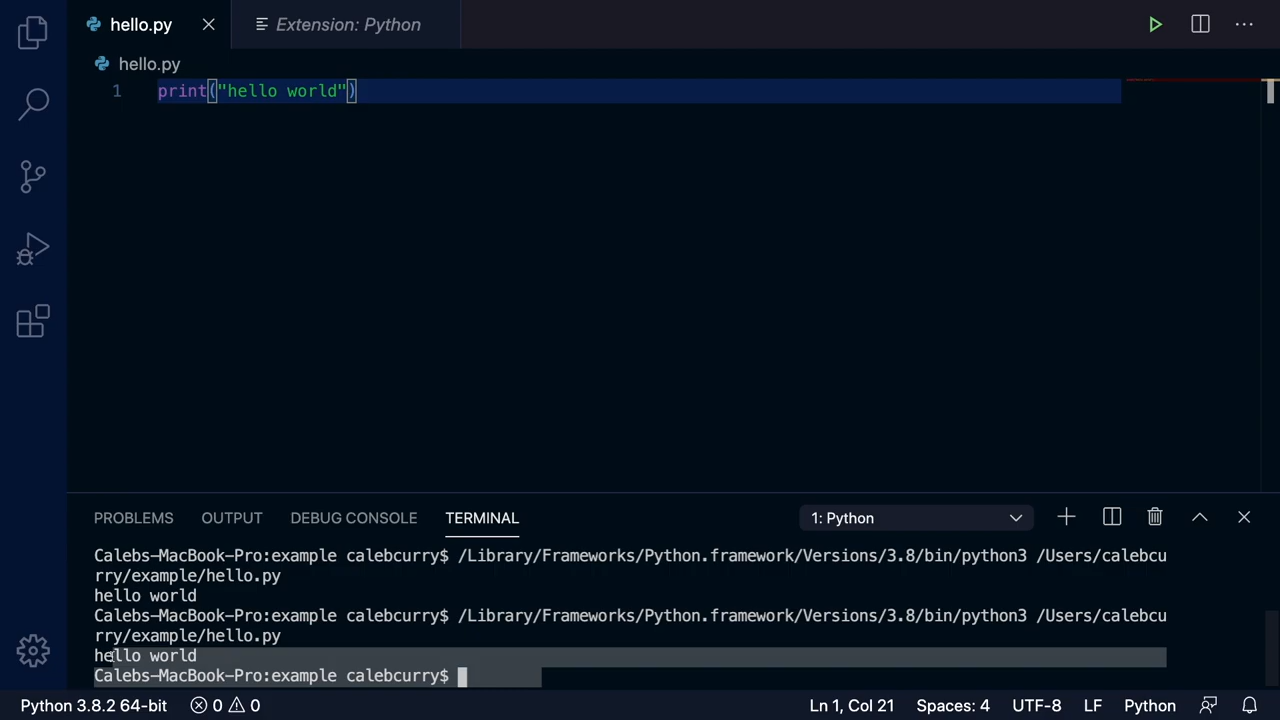 hello.py
Extension: Python
hello.py
1 print("hello world")
PROBLEMS OUTPUT DEBUG CONSOLE TERMINAL 1: Python
Calebs-MacBook-Pro:example calebcurry$ /Library/Frameworks/Python.framework/Versions/3.8/bin/python3 /Users/calebcu
rry/example/hello.py
hello world
Calebs-MacBook-Pro:example calebcurry$ /Library/Frameworks/Python.framework/Versions/3.8/bin/python3 /Users/calebcu
rry/example/hello.py
hello world
Calebs-MacBook-Pro:example calebcurry$
Python 3.8.2 64-bit 0 0 Ln 1, Col 21 Spaces: 4 UTF-8 LF Python